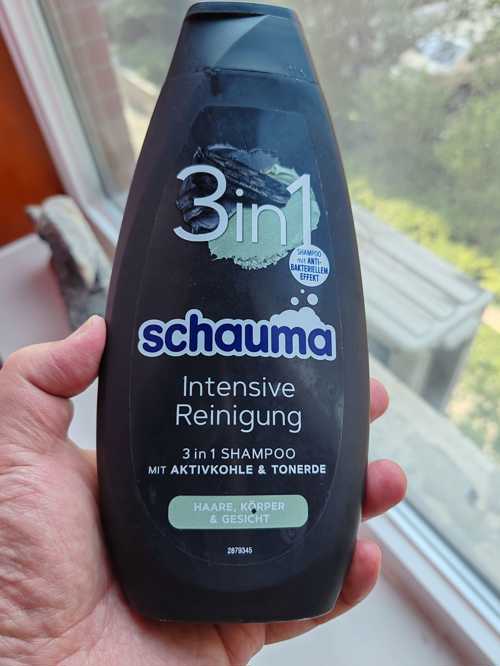 3in1
SHAMPOO
mit ANTI-
BAKTERIELLEM
EFFEKT
schauma
Intensive
Reinigung
3 in 1 SHAMPOO
MIT AKTIVKOHLE & TONERDE
HAARE, KÖRPER
& GESICHT
2879345